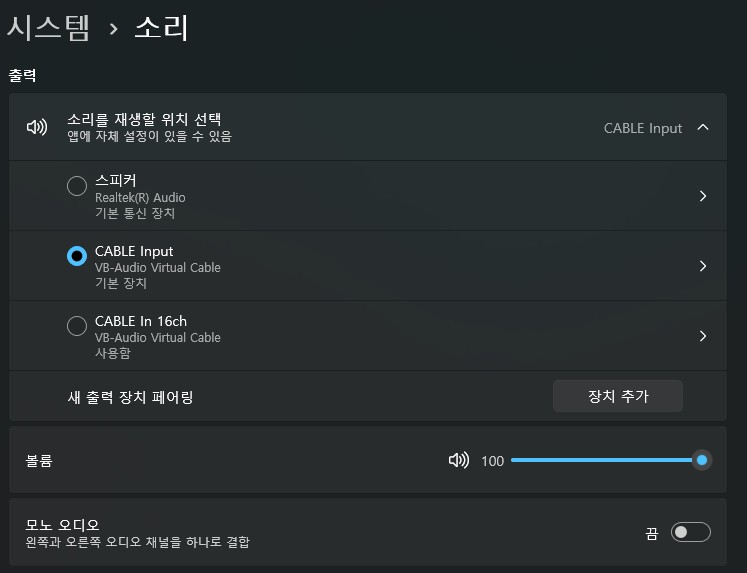 시스템 › 소리
출력
소리를 재생할 위치 선택
앱에 자체 설정이 있을 수 있음
CABLE Input
스피커
Realtek(R) Audio
기본 통신 장치
CABLE Input
VB-Audio Virtual Cable
기본 장치
CABLE In 16ch
VB-Audio Virtual Cable
사용함
새 출력 장치 페어링
장치 추가
볼륨
100
모노 오디오
왼쪽과 오른쪽 오디오 채널을 하나로 결합
끔